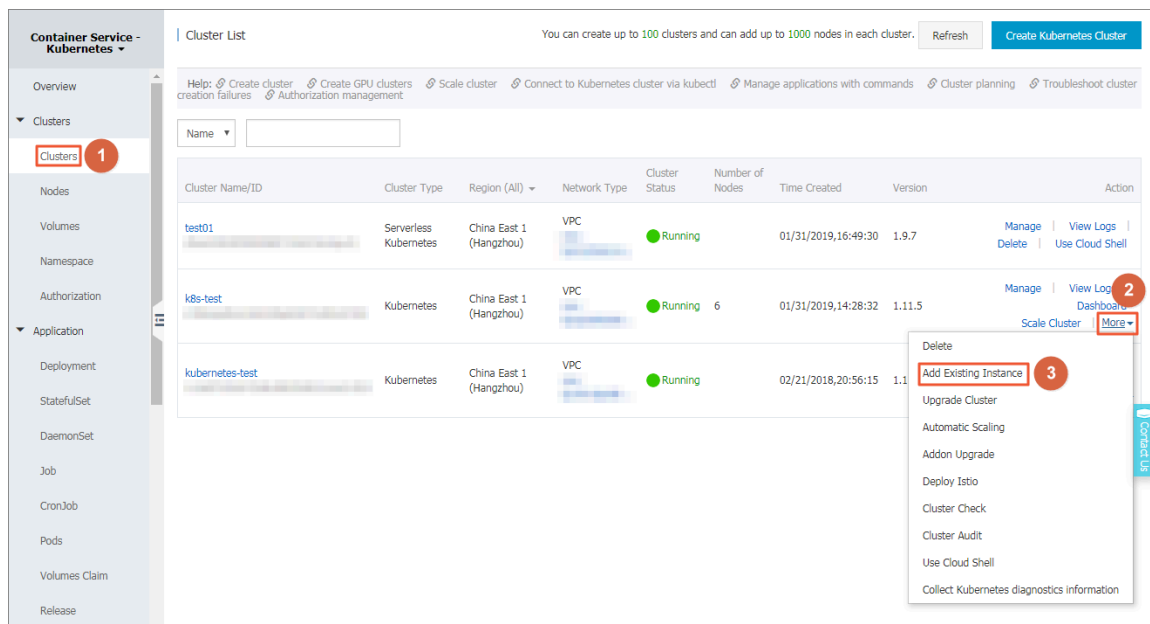 Container Service -
Kubernetes
Overview
Clusters
Clusters
1
Nodes
Volumes
Namespace
Authorization
Application
Deployment
StatefulSet
DaemonSet
Job
CronJob
Pods
Volumes Claim
Release
Cluster List
You can create up to 100 clusters and can add up to 1000 nodes in each cluster.
Refresh
Create Kubernetes Cluster
Help: Create cluster Create GPU clusters Scale cluster Connect to Kubernetes cluster via kubectl Manage applications with commands Cluster planning Troubleshoot cluster
creation failures Authorization management
Name
Cluster Name/ID Cluster Type Region (All) Network Type Cluster Status Number of Nodes Time Created Version Action
test01 Serverless Kubernetes China East 1 (Hangzhou) VPC Running 01/31/2019,16:49:30 1.9.7
Manage View Logs
Delete Use Cloud Shell
k8s-test Kubernetes China East 1 (Hangzhou) VPC Running 6 01/31/2019,14:28:32 1.11.5
Manage View Log
2
Dashboard
Scale Cluster More
kubernetes-test Kubernetes China East 1 (Hangzhou) VPC Running 02/21/2018,20:56:15 1.1
Delete
Add Existing Instance
3
Upgrade Cluster
Automatic Scaling
Addon Upgrade
Deploy Istio
Cluster Check
Cluster Audit
Use Cloud Shell
Collect Kubernetes diagnostics information
Contact Us